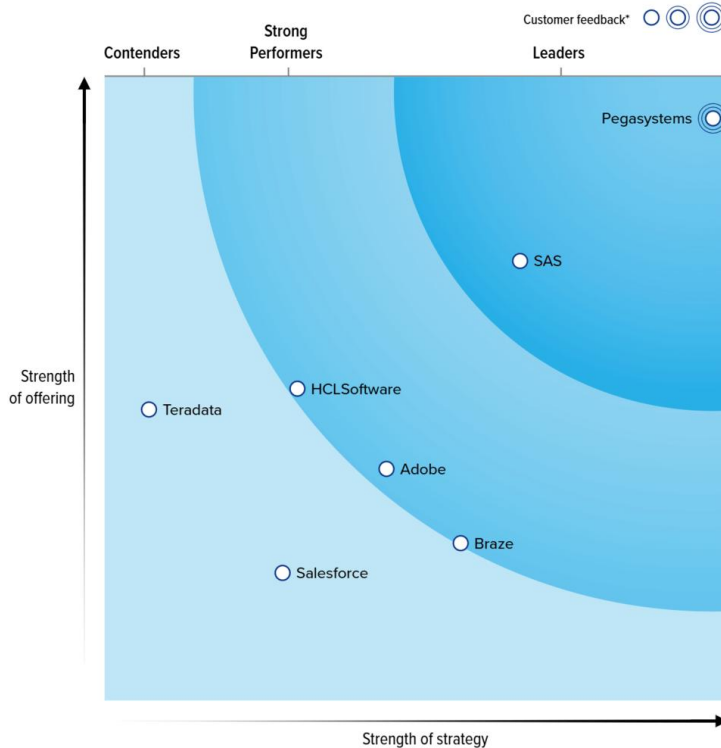 Customer feedback*
Contenders
Strong
Performers
Leaders
Pegasystems
SAS
HCLSoftware
Teradata
Adobe
Braze
Salesforce
Strength
of offering
Strength of strategy